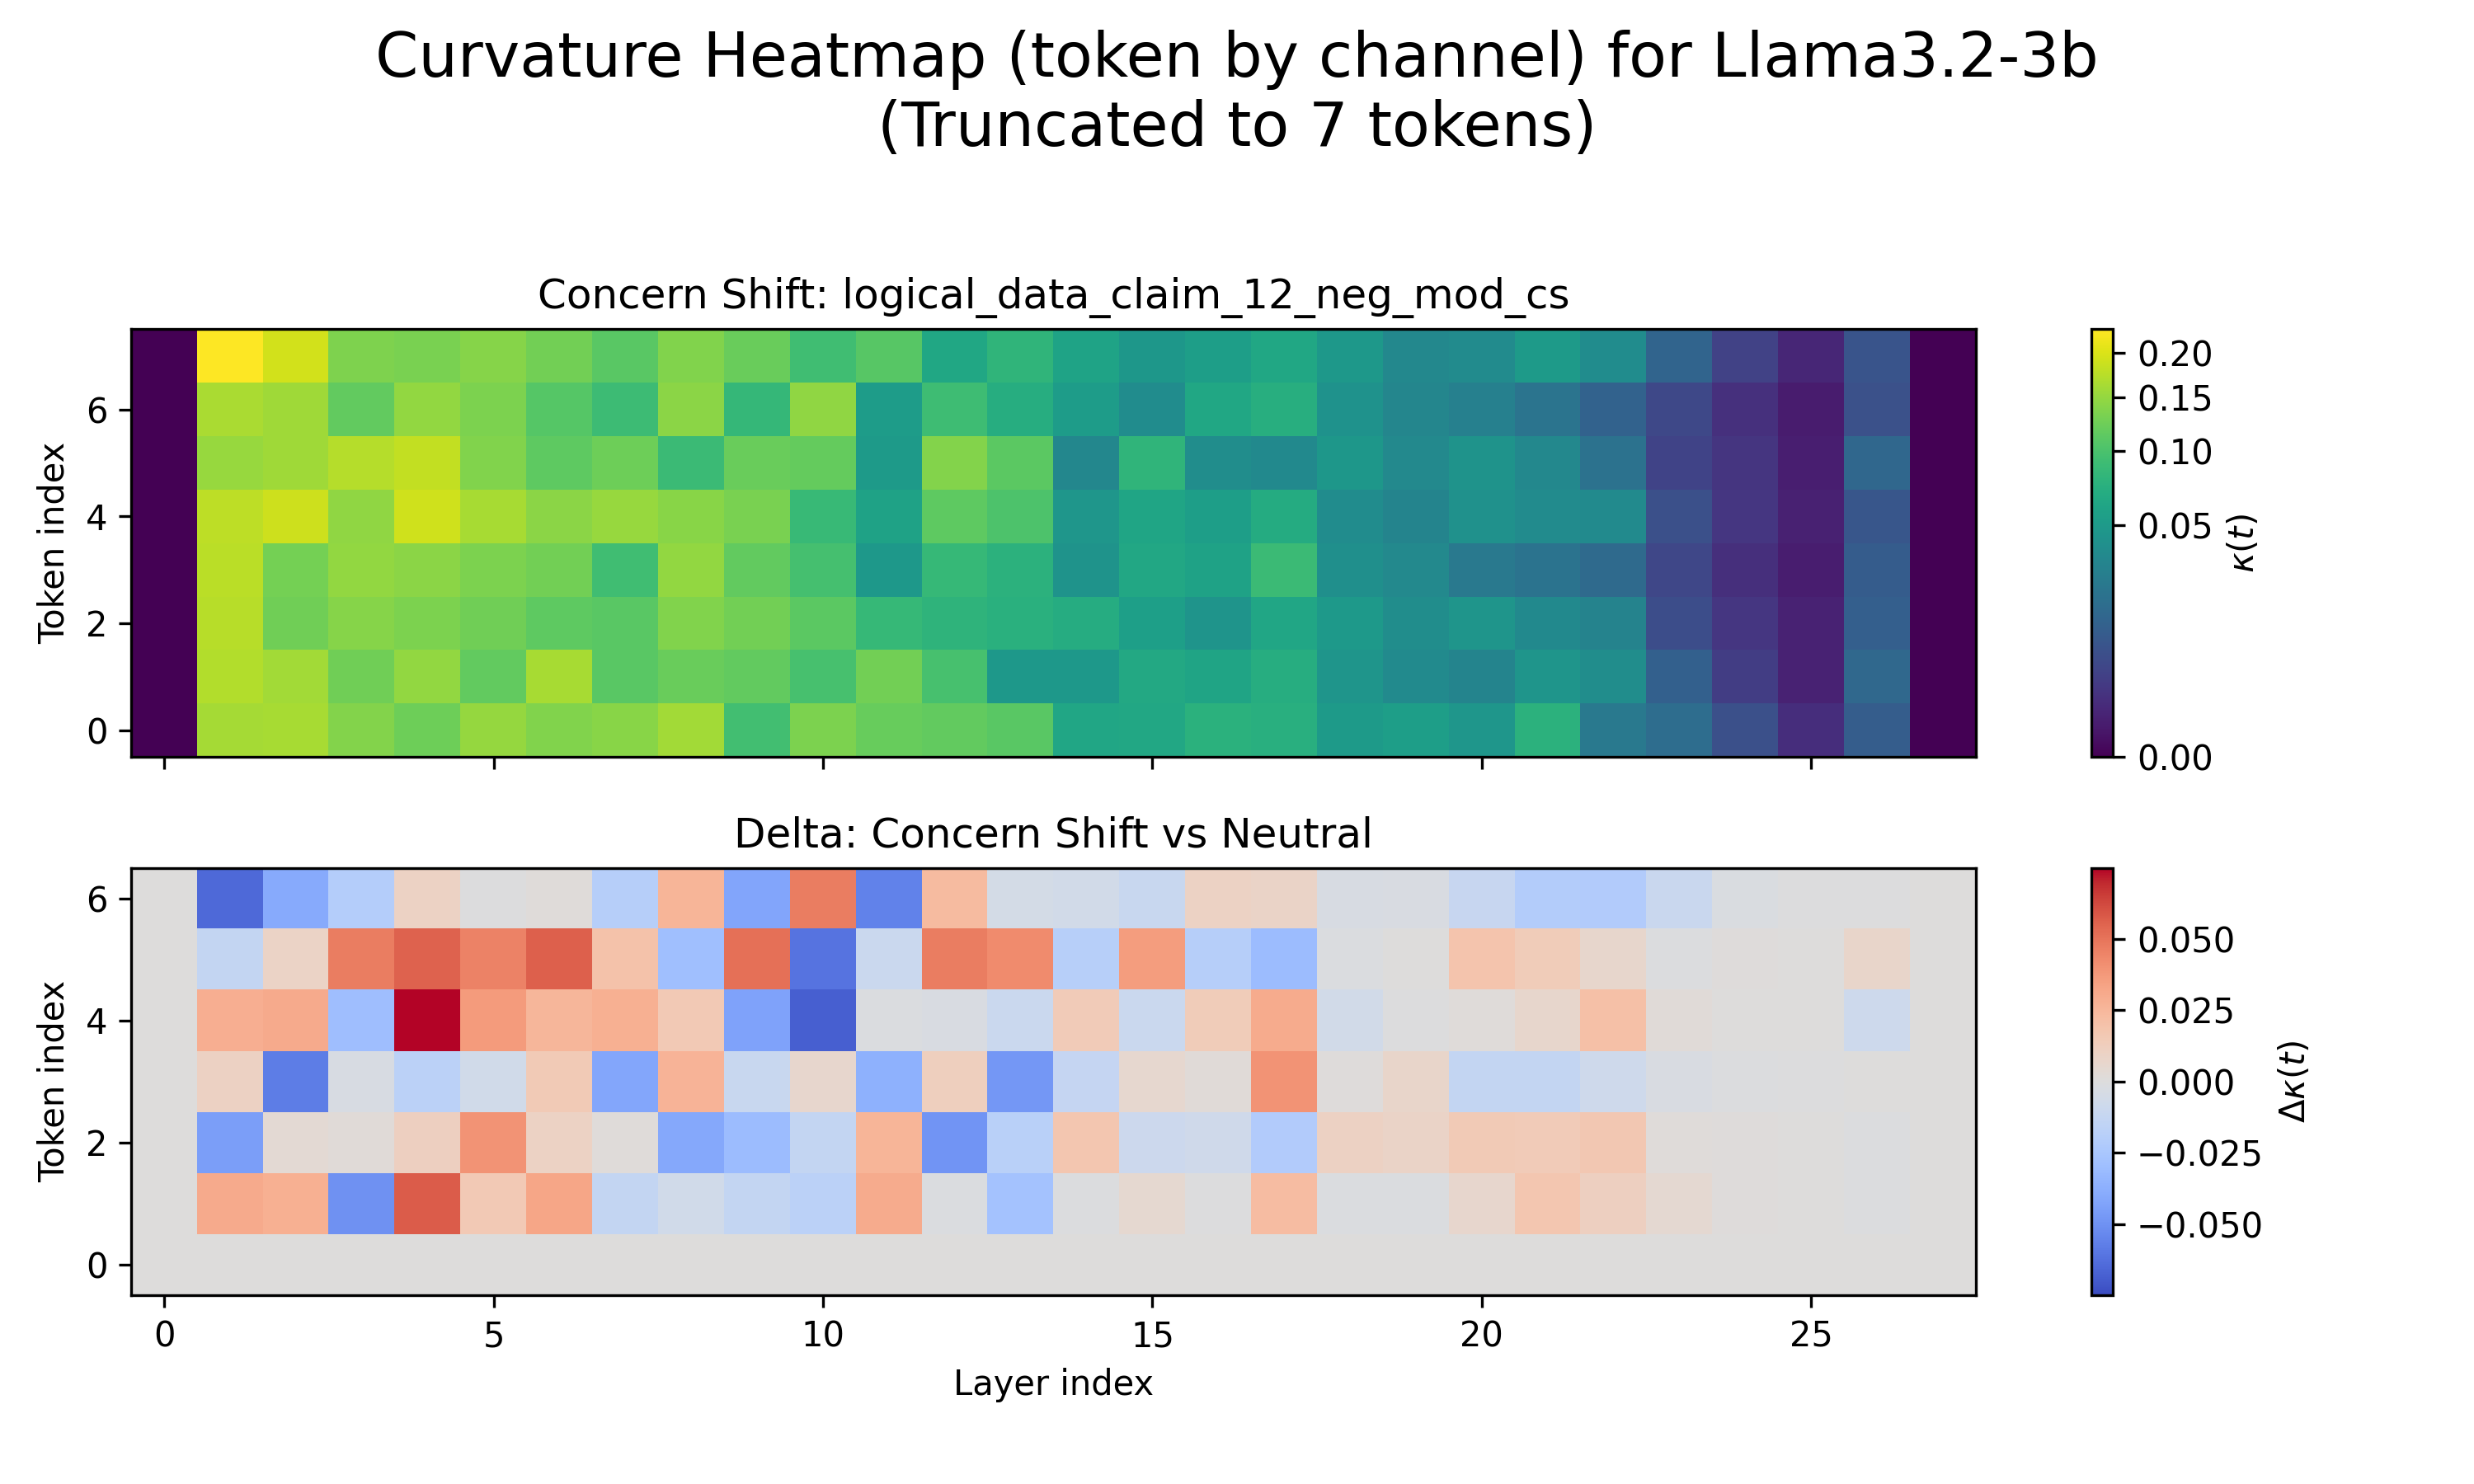 Curvature Heatmap (token by channel) for Llama3.2-3b
(Truncated to 7 tokens)
Concern Shift: logical_data_claim_12_neg_mod_cs
Token index
6
4
2
0
0.20
0.15
0.10
0.05
0.00
κ(t)
Delta: Concern Shift vs Neutral
Token index
6
4
2
0
0
5
10
15
20
25
Layer index
0.050
0.025
0.000
−0.025
−0.050
Δκ(t)